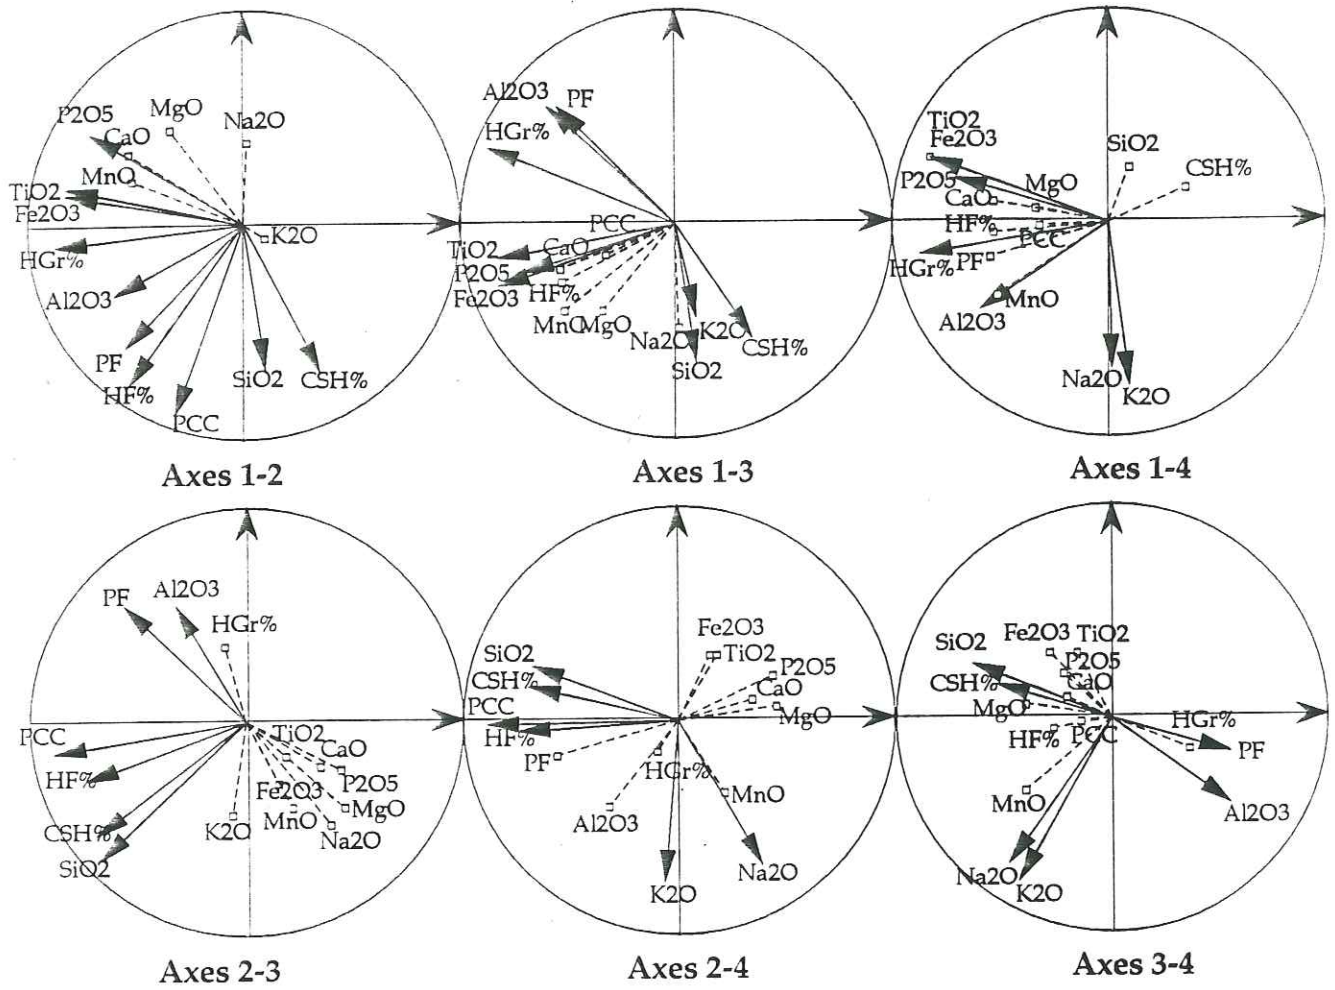 P2O5
MgO
CaO
Na2O
MnO
TiO2
Fe2O3
K2O
HGr%
Al2O3
PF
HF%
SiO2
CSH%
PCC
Axes 1-2
Al2O3
PF
HGr%
PCC
TiO2
CaO
P2O5
Fe2O3
HF%
MnO
MgO
Na2O
K2O
CSH%
SiO2
Axes 1-3
TiO2
Fe2O3
SiO2
CSH%
P2O5
MgO
CaO
HF%
PCC
HGr%
PF
MnO
Al2O3
Na2O
K2O
Axes 1-4
PF
Al2O3
HGr%
PCC
TiO2
CaO
HF%
P2O5
Fe2O3
MgO
CSH%
K2O
MnO
Na2O
SiO2
Axes 2-3
Fe2O3
SiO2
TiO2
P2O5
CSH%
CaO
PCC
MgO
HF%
PF
HGr%
MnO
Al2O3
K2O
Na2O
Axes 2-4
Fe2O3
TiO2
SiO2
P2O5
CSH%
CaO
MgO
HGr%
HF%
PCC
PF
MnO
Al2O3
Na2O
K2O
Axes 3-4